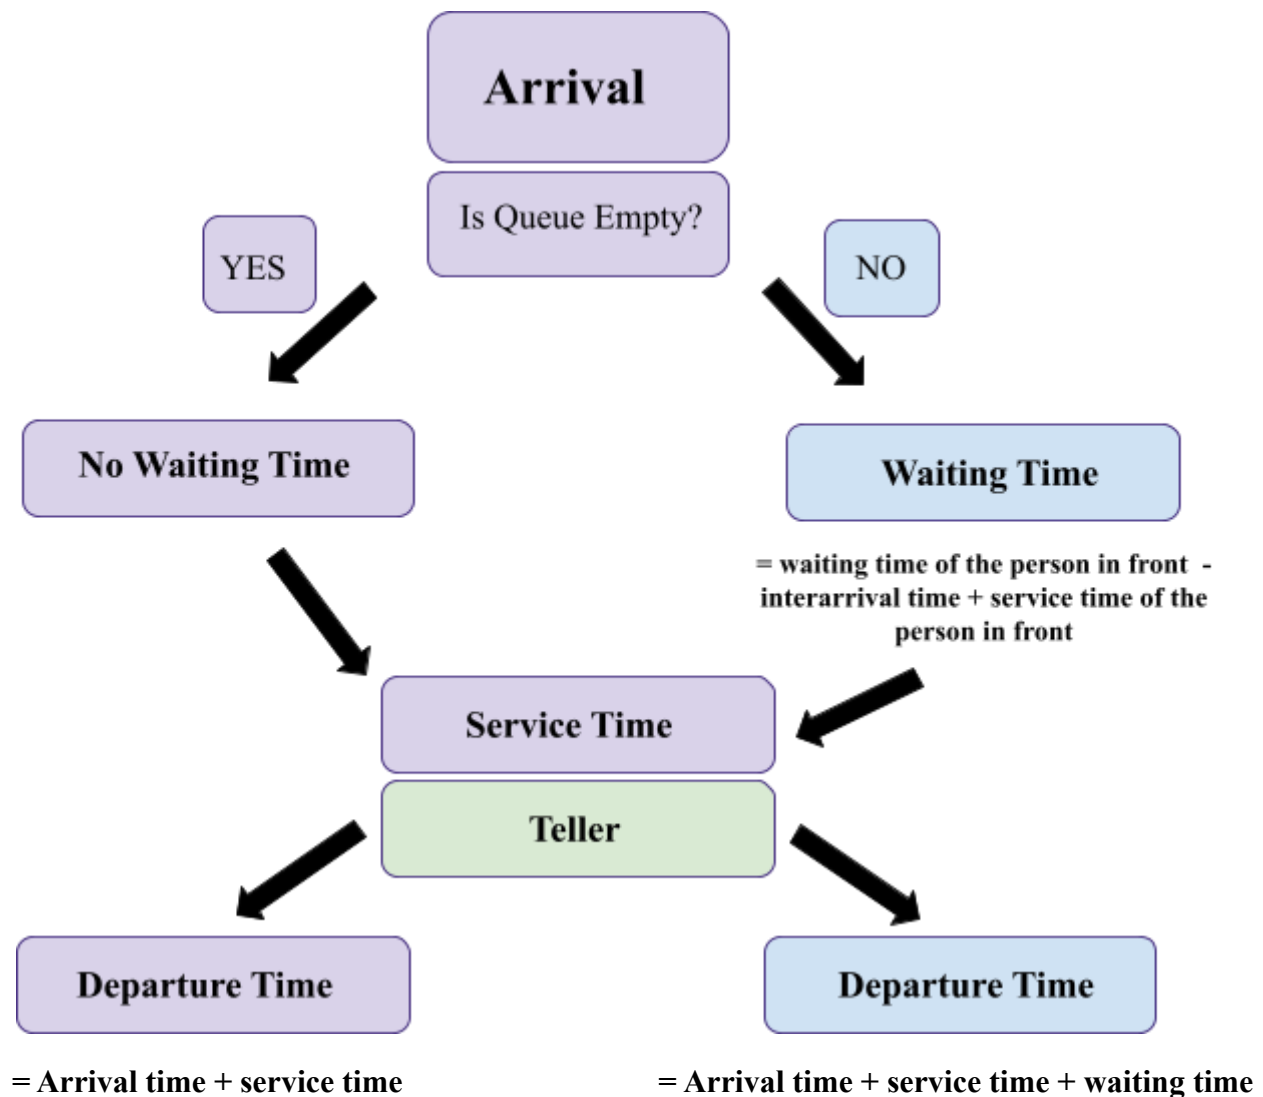 Arrival
Is Queue Empty?
YES
NO
No Waiting Time
Waiting Time
= waiting time of the person in front -
interarrival time + service time of the
person in front
Service Time
Teller
Departure Time
Departure Time
= Arrival time + service time
= Arrival time + service time + waiting time